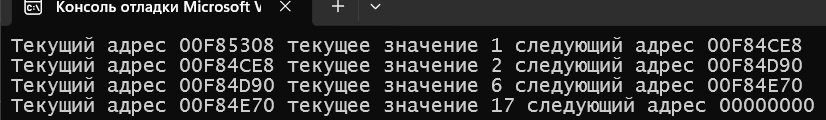 Консоль отладки Microsoft V
Текущий адрес 00F85308 текущее значение 1 следующий адрес 00F84CE8
Текущий адрес 00F84CE8 текущее значение 2 следующий адрес 00F84D90
Текущий адрес 00F84D90 текущее значение 6 следующий адрес 00F84E70
Текущий адрес 00F84E70 текущее значение 17 следующий адрес 00000000